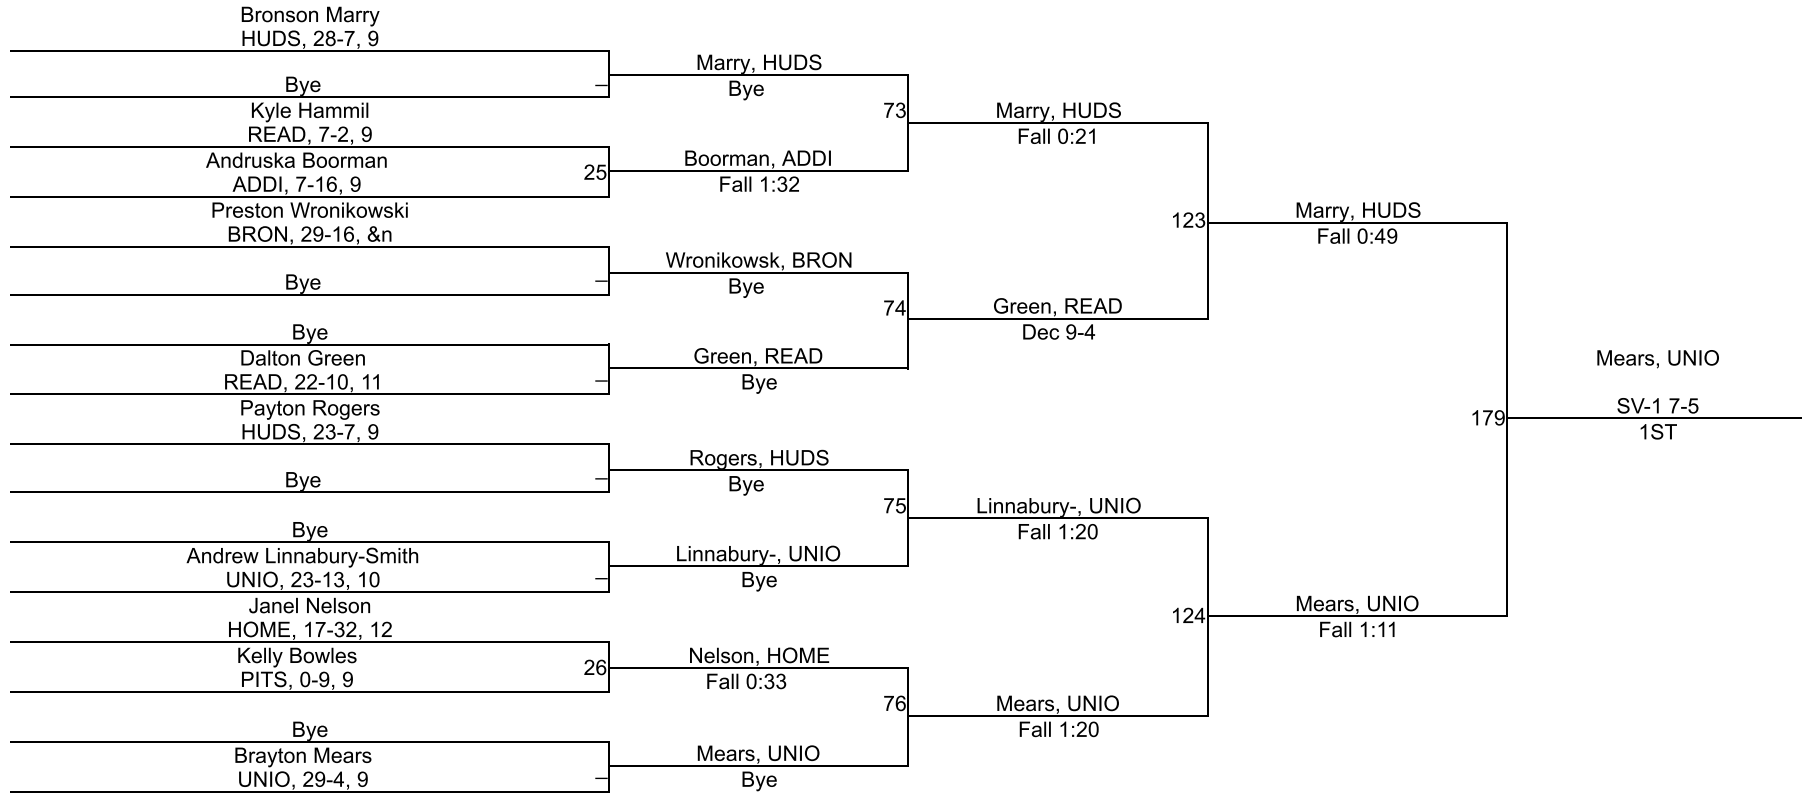 Bronson Marry
HUDS, 28-7, 9
Bye
Kyle Hammil
READ, 7-2, 9
Andruska Boorman
ADDI, 7-16, 9
Preston Wronikowski
BRON, 29-16, &n
Bye
Bye
Dalton Green
READ, 22-10, 11
Payton Rogers
HUDS, 23-7, 9
Bye
Bye
Andrew Linnabury-Smith
UNIO, 23-13, 10
Janel Nelson
HOME, 17-32, 12
Kelly Bowles
PITS, 0-9, 9
Bye
Brayton Mears
UNIO, 29-4, 9
25
26
Marry, HUDS
Bye
Boorman, ADDI
Fall 1:32
Wronikowsk, BRON
Bye
Green, READ
Bye
Rogers, HUDS
Bye
Linnabury-, UNIO
Bye
Nelson, HOME
Fall 0:33
Mears, UNIO
Bye
73
74
75
76
Marry, HUDS
Fall 0:21
Green, READ
Dec 9-4
Linnabury-, UNIO
Fall 1:20
Mears, UNIO
Fall 1:20
123
124
Marry, HUDS
Fall 0:49
Mears, UNIO
Fall 1:11
179
Mears, UNIO
SV-1 7-5
1ST